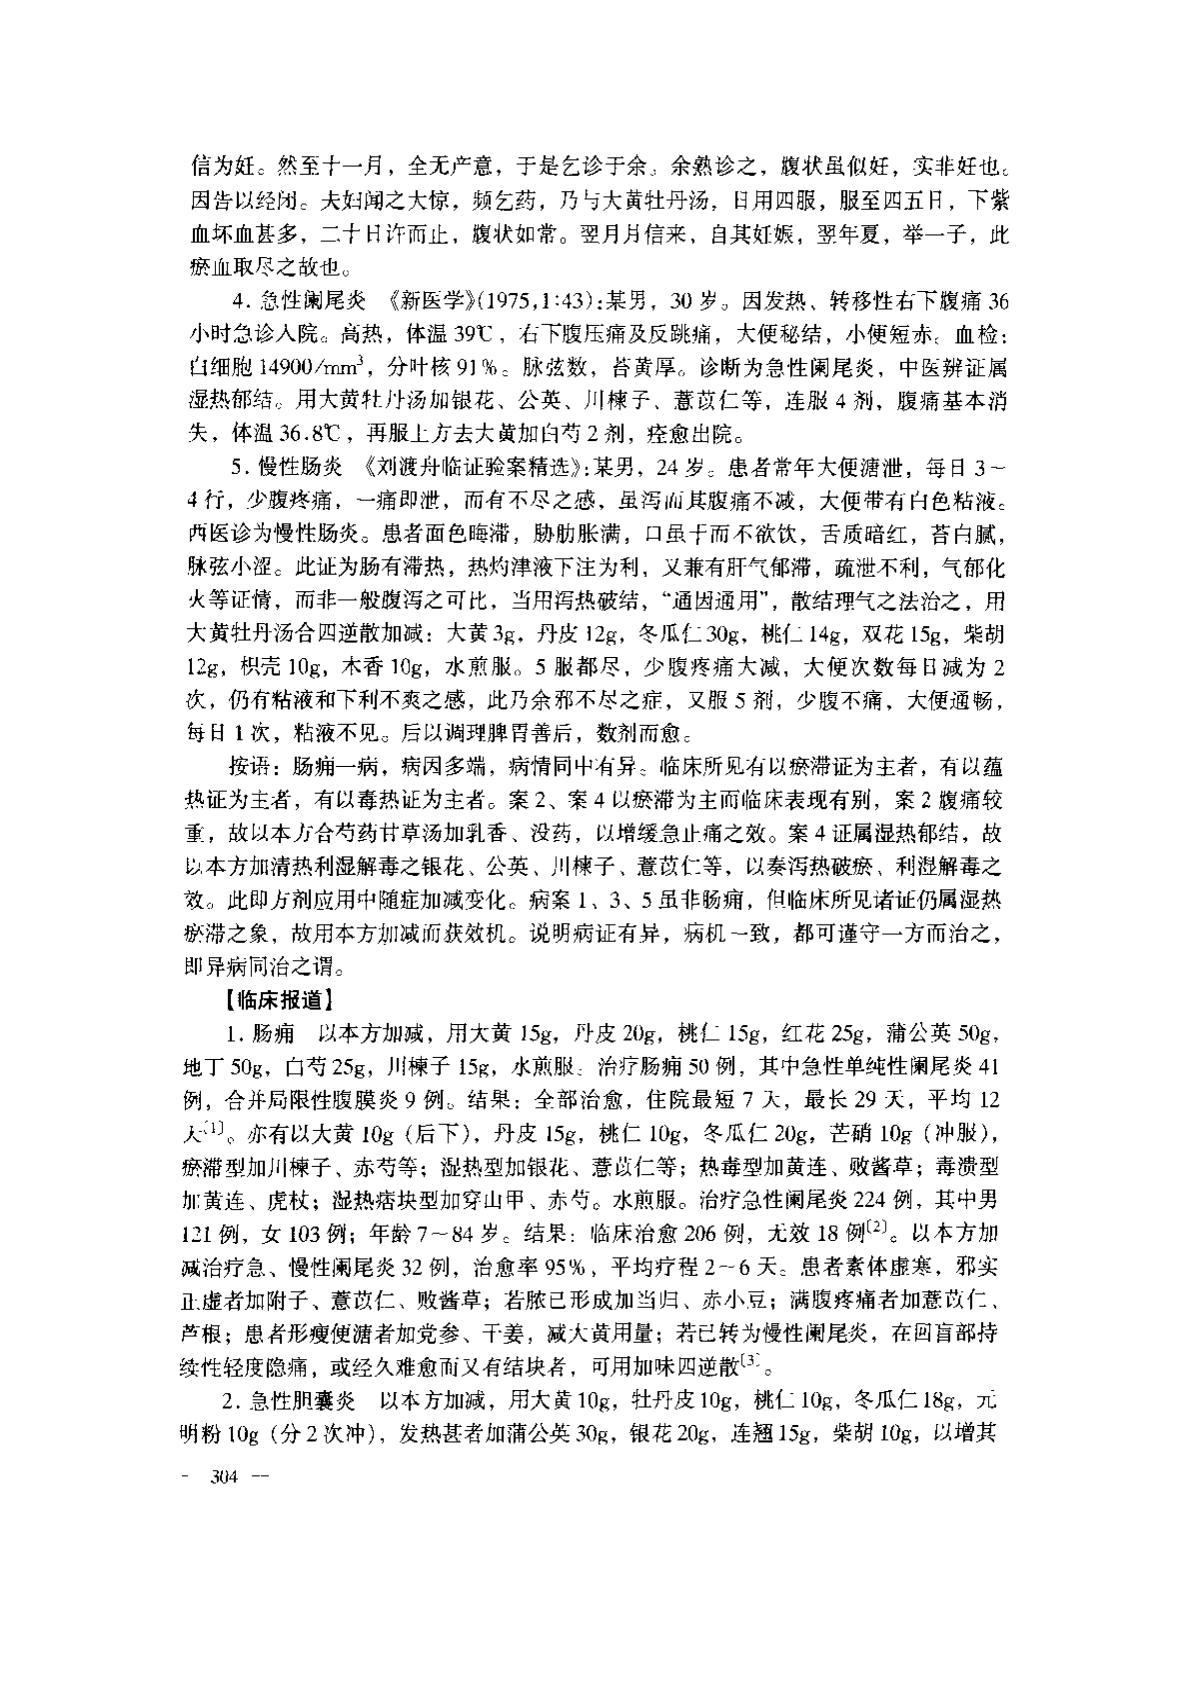 信为妊。然至十一月，全无产意，于是乞诊于余。余熟诊之，腹状虽似妊，实非妊也。
因告以经闭。夫妇闻之大惊，频乞药，乃与大黄牡丹汤，日用四服，服至四五日，下紫
血坏血甚多，二十日许而止，腹状如常。翌月月信来，自其妊娠，翌年夏，举一子，此
瘀血取尽之故也。
4. 急性阑尾炎　《新医学》(1975,1:43)：某男，30 岁。因发热、转移性右下腹痛 36
小时急诊入院。高热，体温 39℃，右下腹压痛及反跳痛，大便秘结，小便短赤。血检：
白细胞 14900/mm³，分叶核 91%。脉弦数，苔黄厚。诊断为急性阑尾炎，中医辨证属
湿热郁结。用大黄牡丹汤加银花、公英、川楝子、薏苡仁等，连服 4 剂，腹痛基本消
失，体温 36.8℃，再服上方去大黄加白芍 2 剂，痊愈出院。
5. 慢性肠炎　《刘渡舟临证验案精选》：某男，24 岁。患者常年大便溏泄，每日 3～
4 行，少腹疼痛，一痛即泄，而有不尽之感，虽泻而其腹痛不减，大便带有白色粘液。
西医诊为慢性肠炎。患者面色晦滞，胁肋胀满，口虽干而不欲饮，舌质暗红，苔白腻，
脉弦小涩。此证为肠有滞热，热灼津液下注为利，又兼有肝气郁滞，疏泄不利，气郁化
火等证情，而非一般腹泻之可比，当用泻热破结，“通因通用”，散结理气之法治之，用
大黄牡丹汤合四逆散加减：大黄 3g，丹皮 12g，冬瓜仁 30g，桃仁 14g，双花 15g，柴胡
12g，枳壳 10g，木香 10g，水煎服。5 服都尽，少腹疼痛大减，大便次数每日减为 2
次，仍有粘液和下利不爽之感，此乃余邪不尽之症，又服 5 剂，少腹不痛，大便通畅，
每日 1 次，粘液不见。后以调理脾胃善后，数剂而愈。
按语：肠痈一病，病因多端，病情同中有异。临床所见有以瘀滞证为主者，有以蕴
热证为主者，有以毒热证为主者。案 2、案 4 以瘀滞为主而临床表现有别，案 2 腹痛较
重，故以本方合芍药甘草汤加乳香、没药，以增缓急止痛之效。案 4 证属湿热郁结，故
以本方加清热利湿解毒之银花、公英、川楝子、薏苡仁等，以奏泻热破瘀、利湿解毒之
效。此即方剂应用中随症加减变化。病案 1、3、5 虽非肠痈，但临床所见诸证仍属湿热
瘀滞之象，故用本方加减而获效机。说明病证有异，病机一致，都可谨守一方而治之，
即异病同治之谓。
【临床报道】
1. 肠痈　以本方加减，用大黄 15g，丹皮 20g，桃仁 15g，红花 25g，蒲公英 50g，
地丁 50g，白芍 25g，川楝子 15g，水煎服。治疗肠痈 50 例，其中急性单纯性阑尾炎 41
例，合并局限性腹膜炎 9 例。结果：全部治愈，住院最短 7 天，最长 29 天，平均 12
天〔1〕。亦有以大黄 10g（后下），丹皮 15g，桃仁 10g，冬瓜仁 20g，芒硝 10g（冲服），
瘀滞型加川楝子、赤芍等；湿热型加银花、薏苡仁等；热毒型加黄连、败酱草；毒溃型
加黄连、虎杖；湿热痞块型加穿山甲、赤芍。水煎服。治疗急性阑尾炎 224 例，其中男
121 例，女 103 例；年龄 7～84 岁。结果：临床治愈 206 例，无效 18 例〔2〕。以本方加
减治疗急、慢性阑尾炎 32 例，治愈率 95%，平均疗程 2～6 天。患者素体虚寒，邪实
正虚者加附子、薏苡仁、败酱草；若脓已形成加当归、赤小豆；满腹疼痛者加薏苡仁、
芦根；患者形瘦便溏者加党参、干姜，减大黄用量；若已转为慢性阑尾炎，在回盲部持
续性轻度隐痛，或经久难愈而又有结块者，可用加味四逆散〔3〕。
2. 急性胆囊炎　以本方加减，用大黄 10g，牡丹皮 10g，桃仁 10g，冬瓜仁 18g，元
明粉 10g（分 2 次冲），发热甚者加蒲公英 30g，银花 20g，连翘 15g，柴胡 10g，以增其
- 304 —